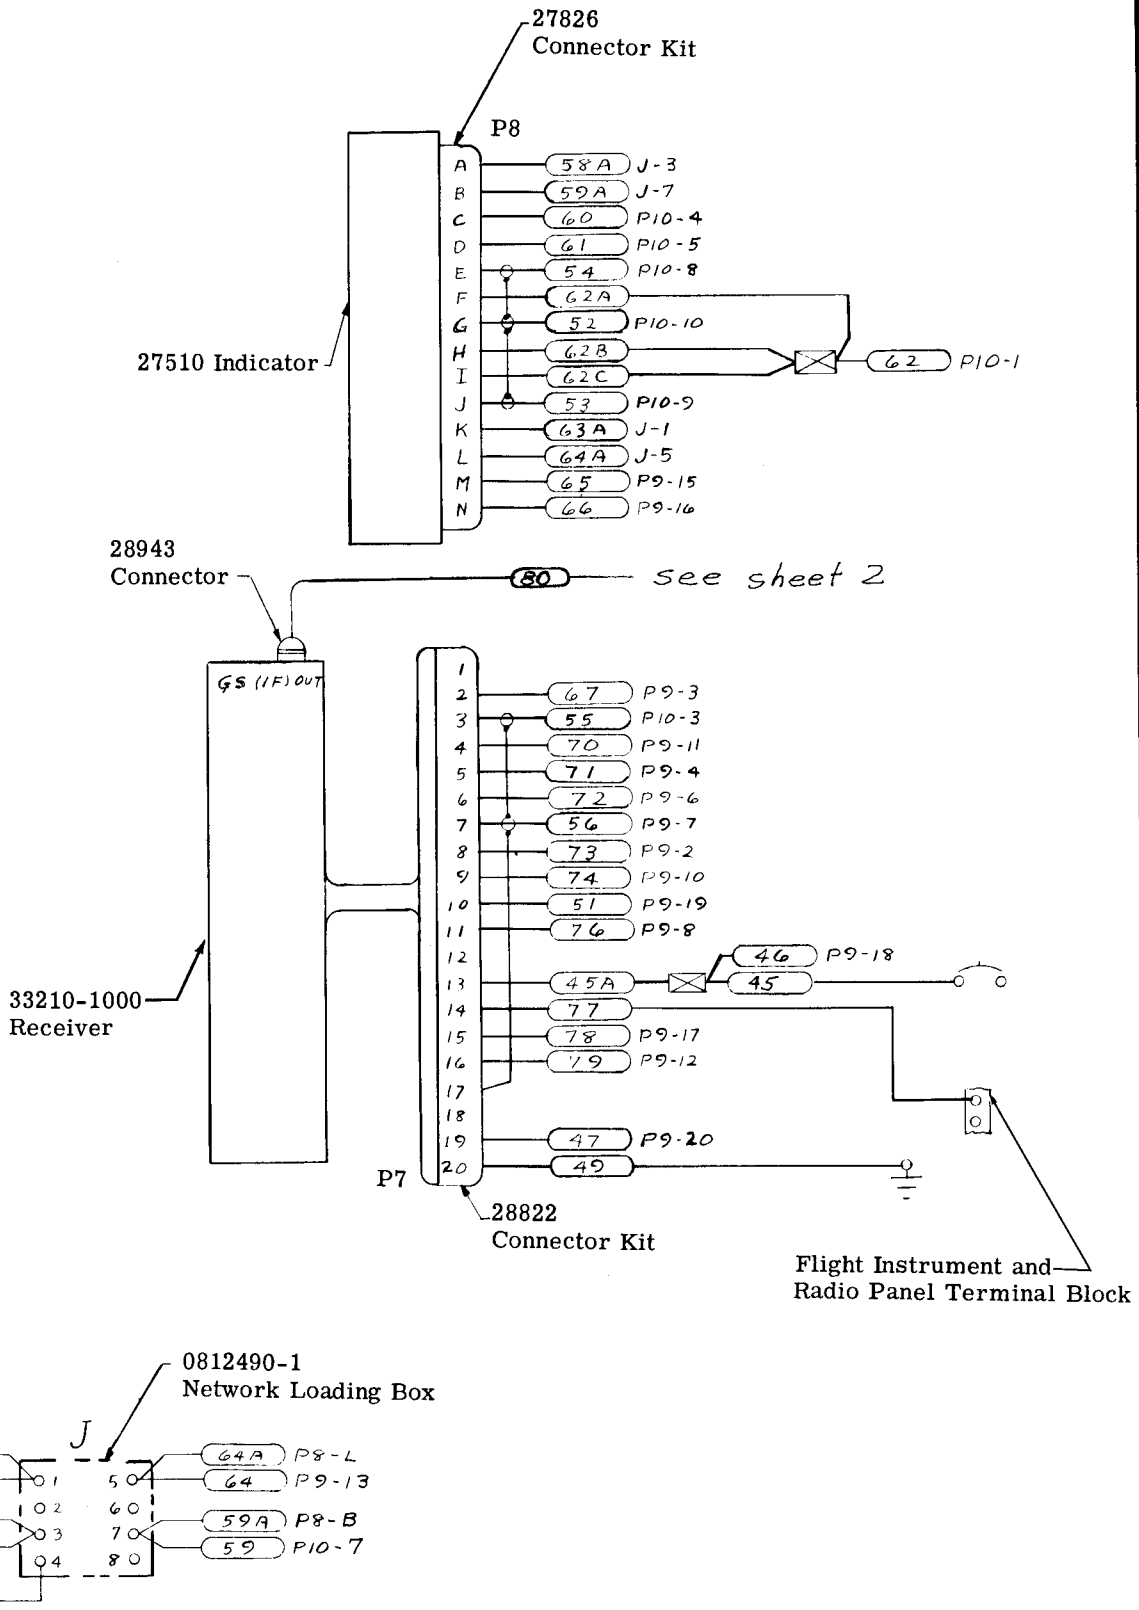 27826
Connector Kit
P8
A 58A J-3
B 59A J-7
C 60 P10-4
D 61 P10-5
E 54 P10-8
F 62A
G 52 P10-10
H 62B
62 P10-1
I 62C
J 53 P10-9
K 63A J-1
L 64A J-5
M 65 P9-15
N 66 P9-16
27510 Indicator
28943
Connector
80 see sheet 2
GS (IF) OUT
1
2 67 P9-3
3 55 P10-3
4 70 P9-11
5 71 P9-4
6 72 P9-6
7 56 P9-7
8 73 P9-2
9 74 P9-10
10 51 P9-19
11 76 P9-8
12
46 P9-18
13 45A 45
14 77
15 78 P9-17
16 79 P9-12
17
18
19 47 P9-20
20 49
33210-1000
Receiver
P7
28822
Connector Kit
Flight Instrument and
Radio Panel Terminal Block
0812490-1
Network Loading Box
J
64A P8-L
1 5 64 P9-13
2 6
59A P8-B
3 7
59 P10-7
4 8